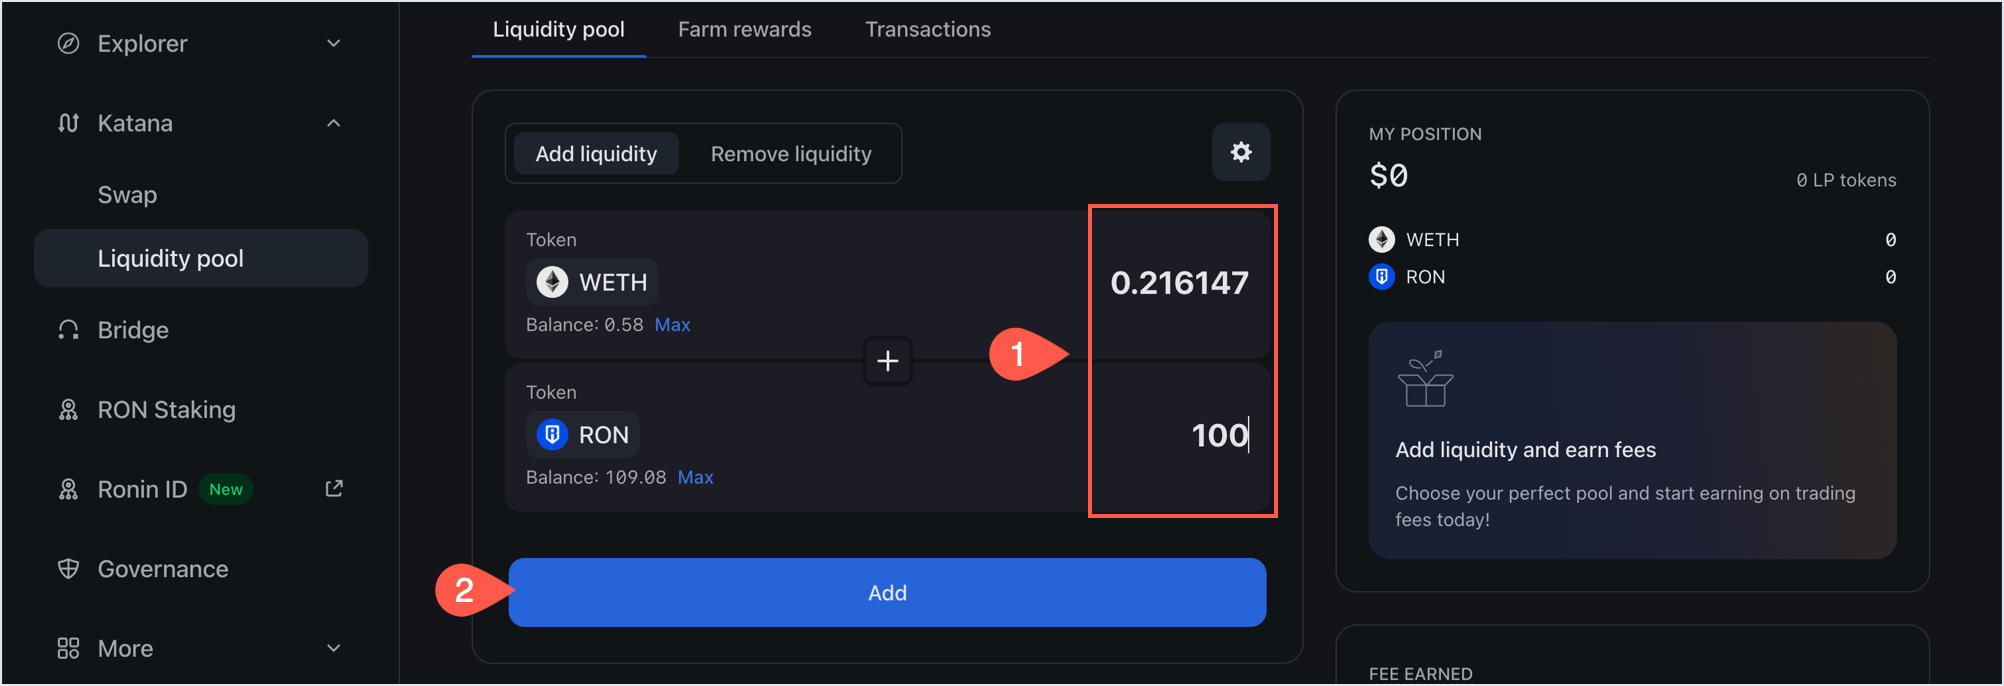 Explorer
Katana
Swap
Liquidity pool
Bridge
RON Staking
Ronin ID New
Governance
More
Liquidity pool Farm rewards Transactions
Add liquidity Remove liquidity
Token
WETH
0.216147
Balance: 0.58 Max
1
+
Token
RON
100
Balance: 109.08 Max
2
Add
MY POSITION
$0
0 LP tokens
WETH 0
RON 0
Add liquidity and earn fees
Choose your perfect pool and start earning on trading
fees today!
FEE EARNED